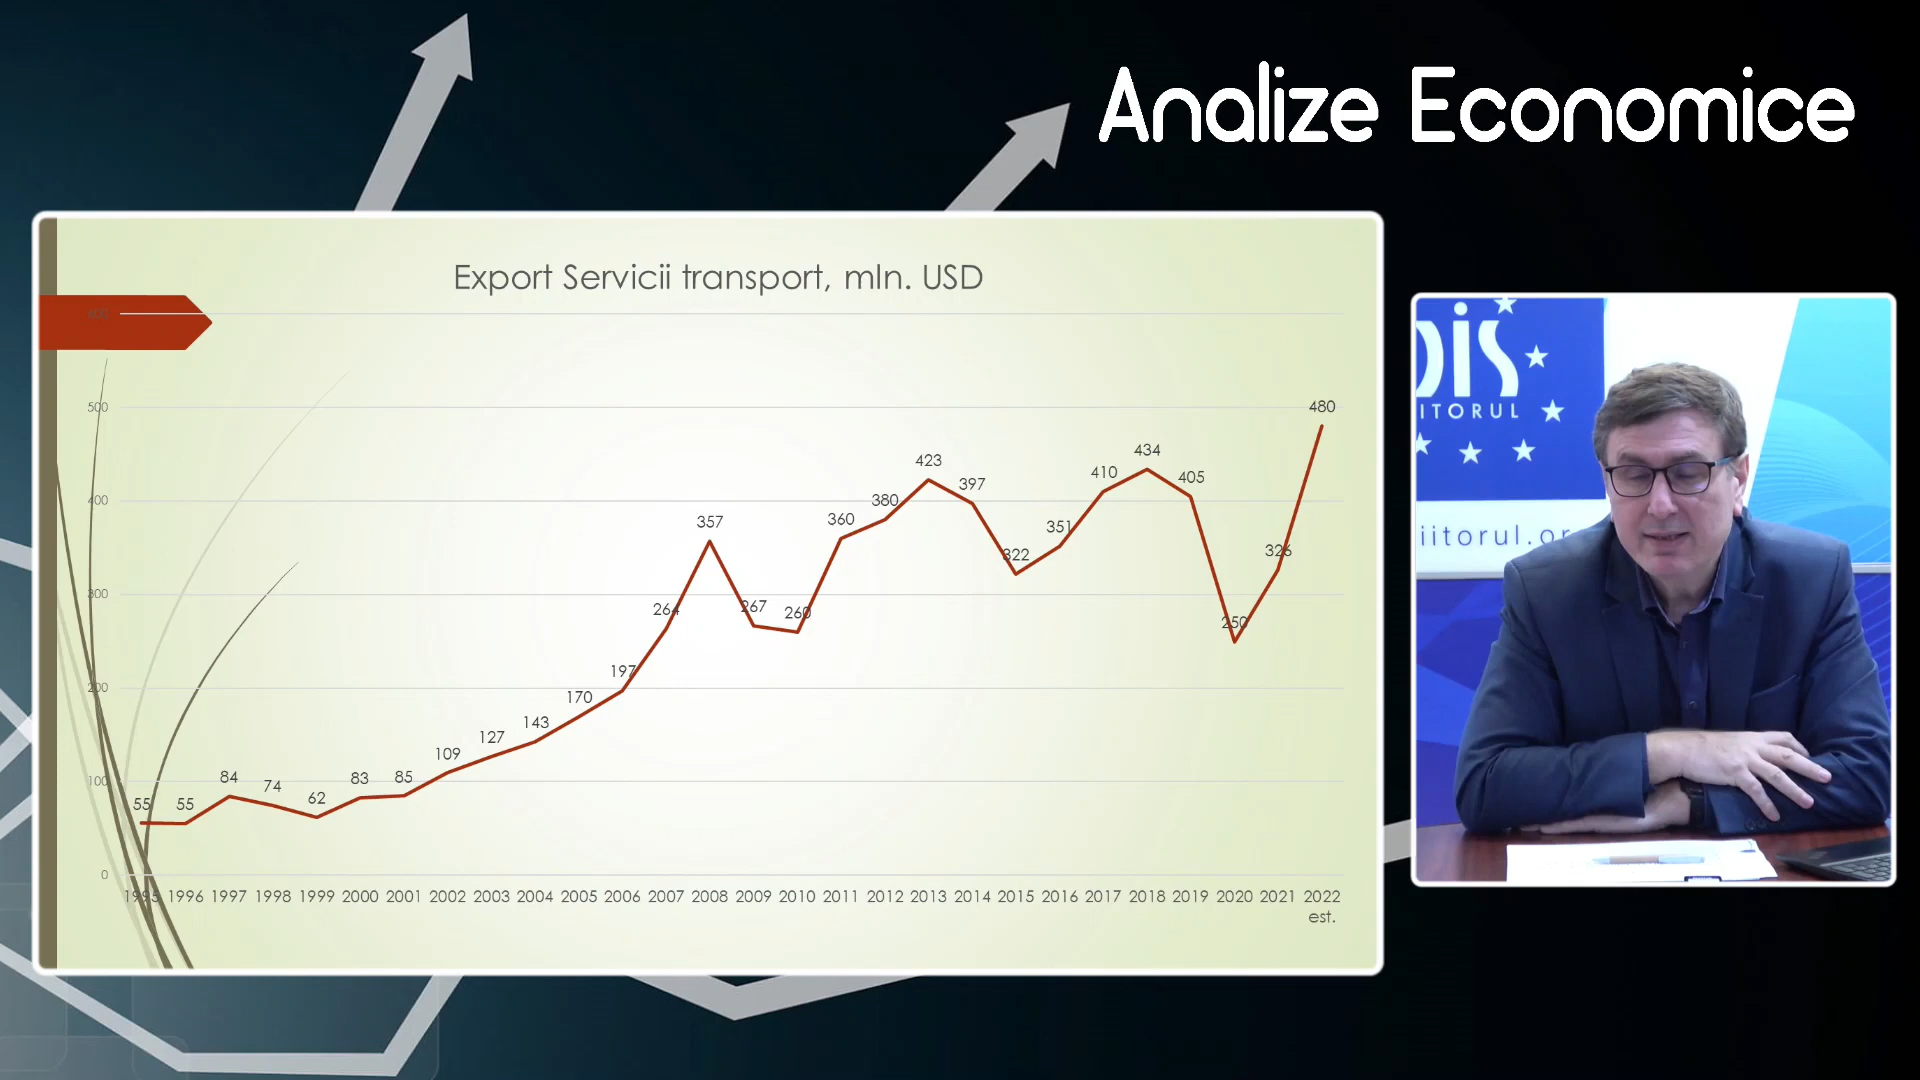 Analize Economice
Export Servicii transport, mln. USD
600
500
400
300
200
100
0
55 55 84 74 62 83 85 109 127 143 170 197 264 357 267 260 360 380 423 397 322 351 410 434 405 250 326 480
1995 1996 1997 1998 1999 2000 2001 2002 2003 2004 2005 2006 2007 2008 2009 2010 2011 2012 2013 2014 2015 2016 2017 2018 2019 2020 2021 2022
est.